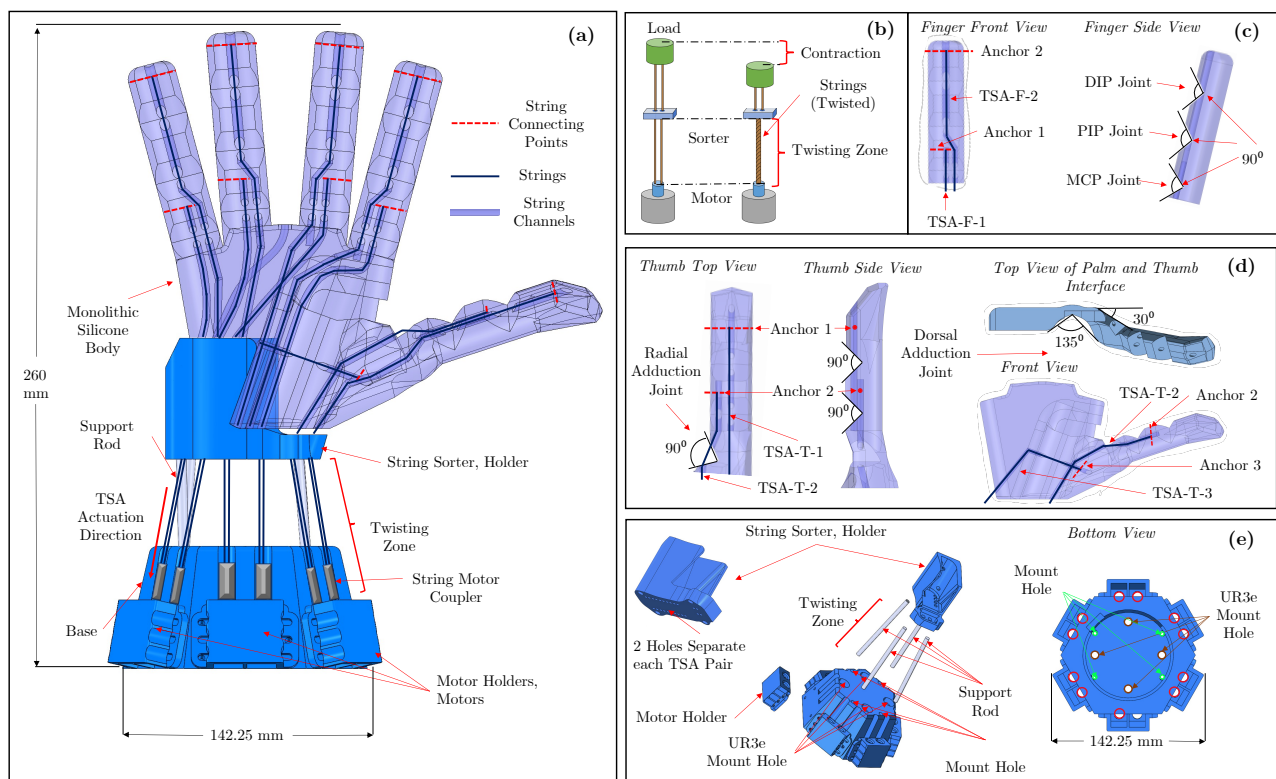 (a)
String
Connecting
Points
Strings
String
Channels
Monolithic
Silicone
Body
260
mm
Support
Rod
String Sorter, Holder
TSA
Actuation
Direction
Twisting
Zone
String Motor
Coupler
Base
Motor Holders,
Motors
142.25 mm
(b)
Load
Contraction
Strings
(Twisted)
Sorter
Twisting Zone
Motor
(c)
Finger Front View
Finger Side View
Anchor 2
DIP Joint
TSA-F-2
Anchor 1
PIP Joint
90⁰
MCP Joint
TSA-F-1
(d)
Thumb Top View
Thumb Side View
Top View of Palm and Thumb
Interface
Anchor 1
30⁰
135⁰
Dorsal
Adduction
Joint
Radial
Adduction
Joint
90⁰
Front View
Anchor 2
TSA-T-2
Anchor 2
90⁰
90⁰
TSA-T-1
Anchor 3
TSA-T-2
TSA-T-3
(e)
String Sorter, Holder
Bottom View
Twisting
Zone
Mount
Hole
UR3e
Mount
Hole
2 Holes Separate
each TSA Pair
Support
Rod
Motor Holder
UR3e
Mount Hole
Mount Hole
142.25 mm